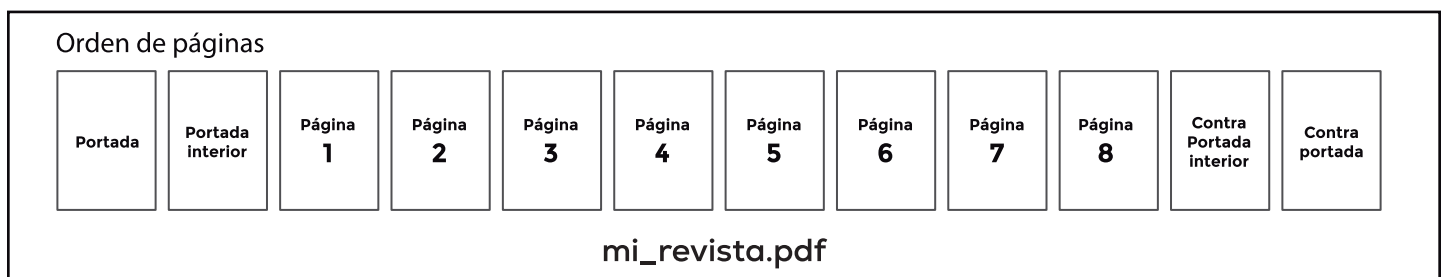 Orden de páginas
Portada
Portada
interior
Página
1
Página
2
Página
3
Página
4
Página
5
Página
6
Página
7
Página
8
Contra
Portada
interior
Contra
portada
mi_revista.pdf